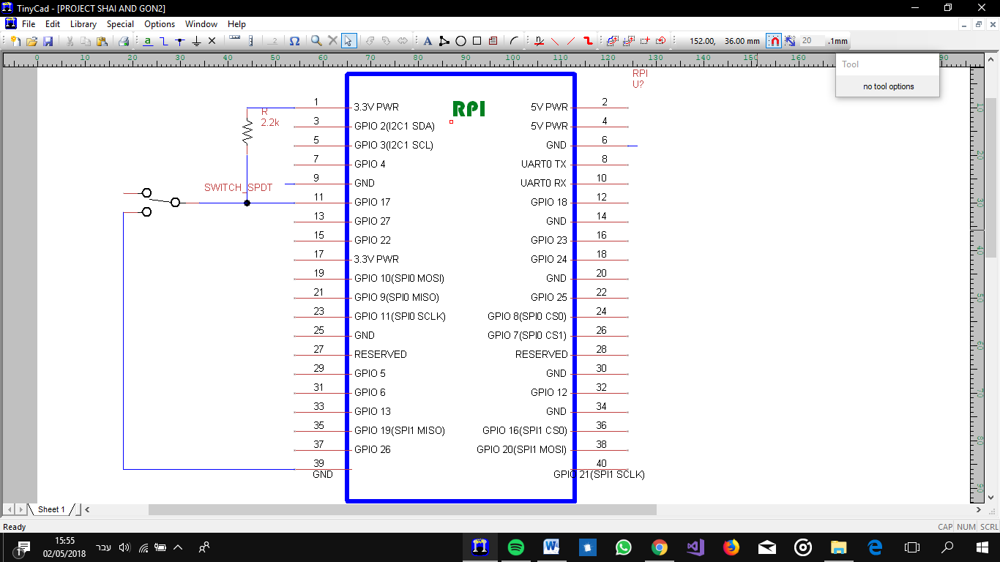 TinyCad - [PROJECT SHAI AND GON2]
File Edit Library Special Options Window Help
152.00, 36.00 mm 20 .1mm
0 10 20 30 40 50 60 70 80 90 100 110 120 130 140 150 160 90
Tool
no tool options
RPI
U?
RPI
1 3.3V PWR 5V PWR 2
R
2.2k
3 GPIO 2(I2C1 SDA) 5V PWR 4
5 GPIO 3(I2C1 SCL) GND 6
7 GPIO 4 UART0 TX 8
9 GND UART0 RX 10
SWITCH_SPDT
11 GPIO 17 GPIO 18 12
13 GPIO 27 GND 14
15 GPIO 22 GPIO 23 16
17 3.3V PWR GPIO 24 18
19 GPIO 10(SPI0 MOSI) GND 20
21 GPIO 9(SPI0 MISO) GPIO 25 22
23 GPIO 11(SPI0 SCLK) GPIO 8(SPI0 CS0) 24
25 GND GPIO 7(SPI0 CS1) 26
27 RESERVED RESERVED 28
29 GPIO 5 GND 30
31 GPIO 6 GPIO 12 32
33 GPIO 13 GND 34
35 GPIO 19(SPI1 MISO) GPIO 16(SPI1 CS0) 36
37 GPIO 26 GPIO 20(SPI1 MOSI) 38
39 40
GND GPIO 21(SPI1 SCLK)
10
20
30
40
50
60
70
80
90
Sheet 1
Ready CAP NUM SCRL
15:55
02/05/2018
עבר
1